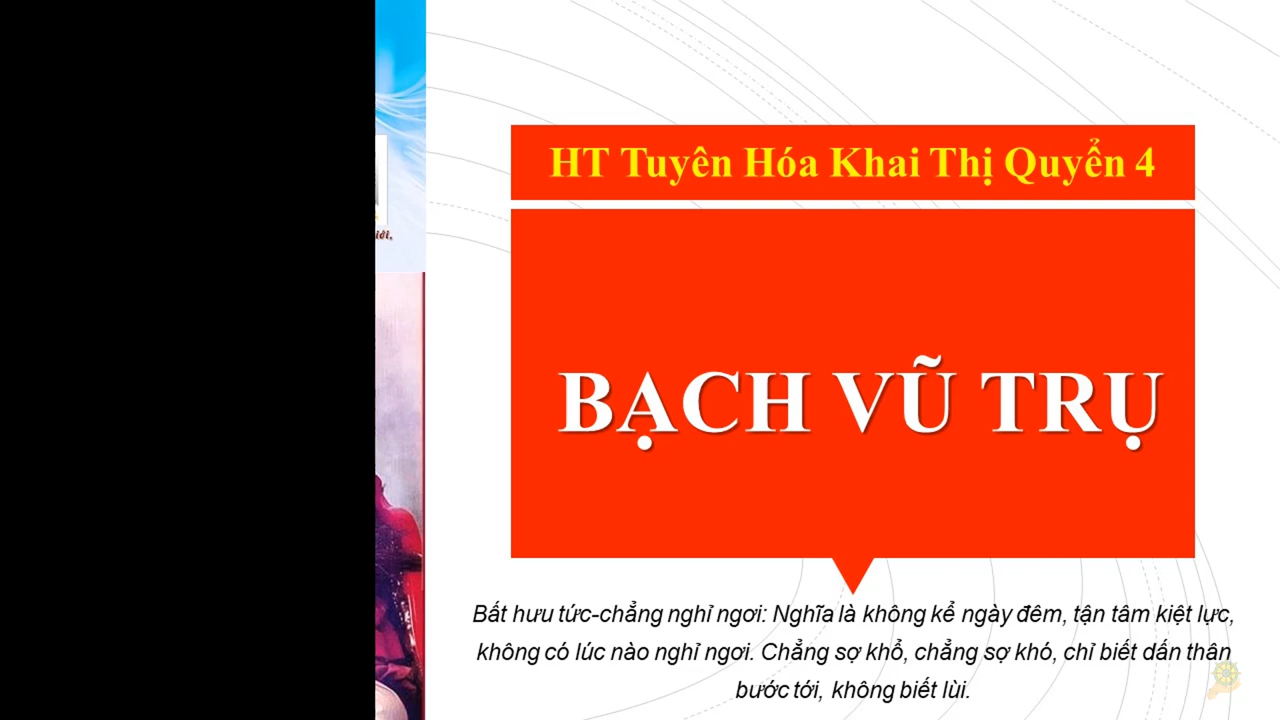 HT Tuyên Hóa Khai Thị Quyển 4
BẠCH VŨ TRỤ
giới,
Bất hưu tức-chẳng nghỉ ngơi: Nghĩa là không kể ngày đêm, tận tâm kiệt lực,
không có lúc nào nghỉ ngơi. Chẳng sợ khổ, chẳng sợ khó, chỉ biết dấn thân
bước tới, không biết lùi.